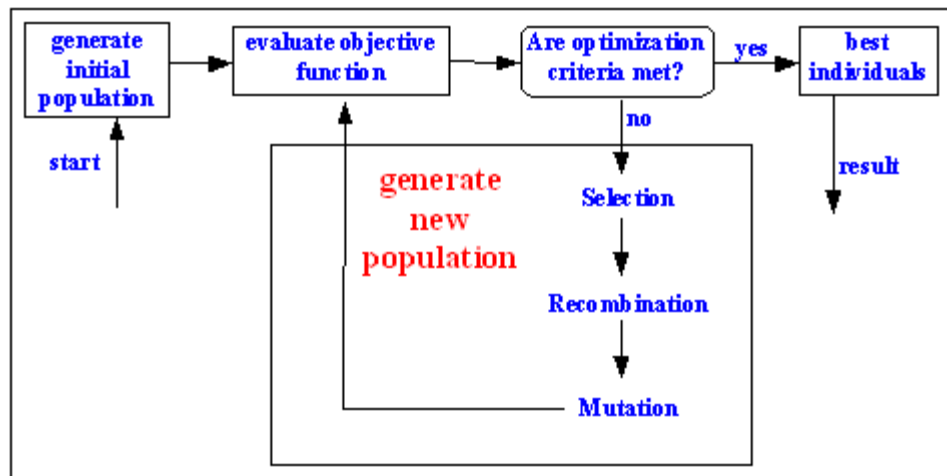 generate
initial
population
evaluate objective
function
Are optimization
criteria met?
yes
best
individuals
start
no
result
generate
new
population
Selection
Recombination
Mutation